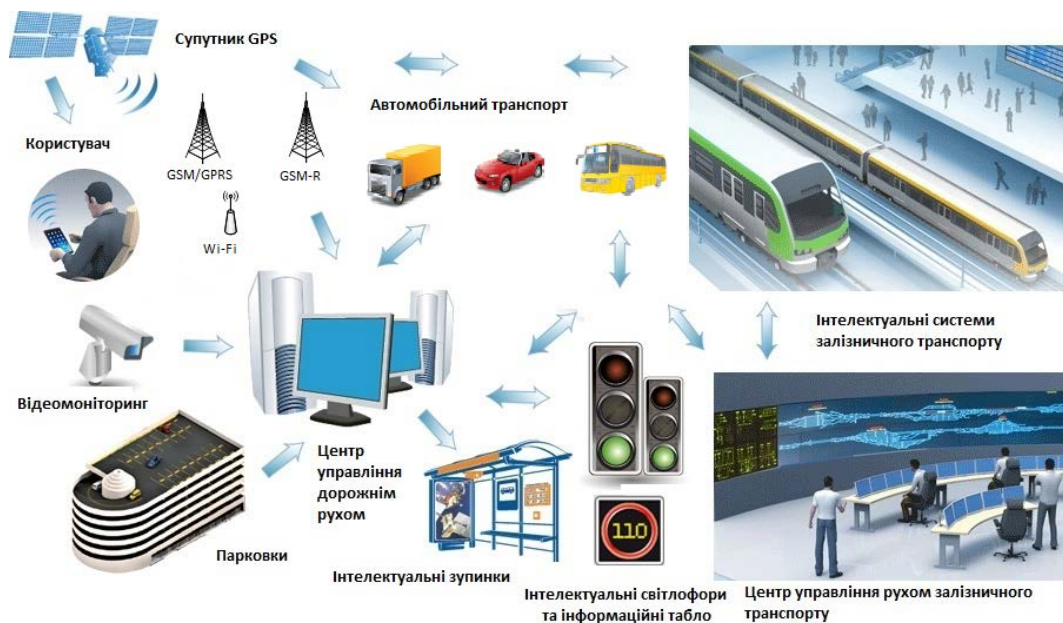 Супутник GPS
Автомобільний транспорт
Користувач
GSM/GPRS
GSM-R
Wi-Fi
Інтелектуальні системи
залізничного транспорту
Відеомоніторинг
Центр
управління
дорожнім
рухом
110
Парковки
Інтелектуальні зупинки
Інтелектуальні світлофори
та інформаційні табло
Центр управління рухом залізничного
транспорту